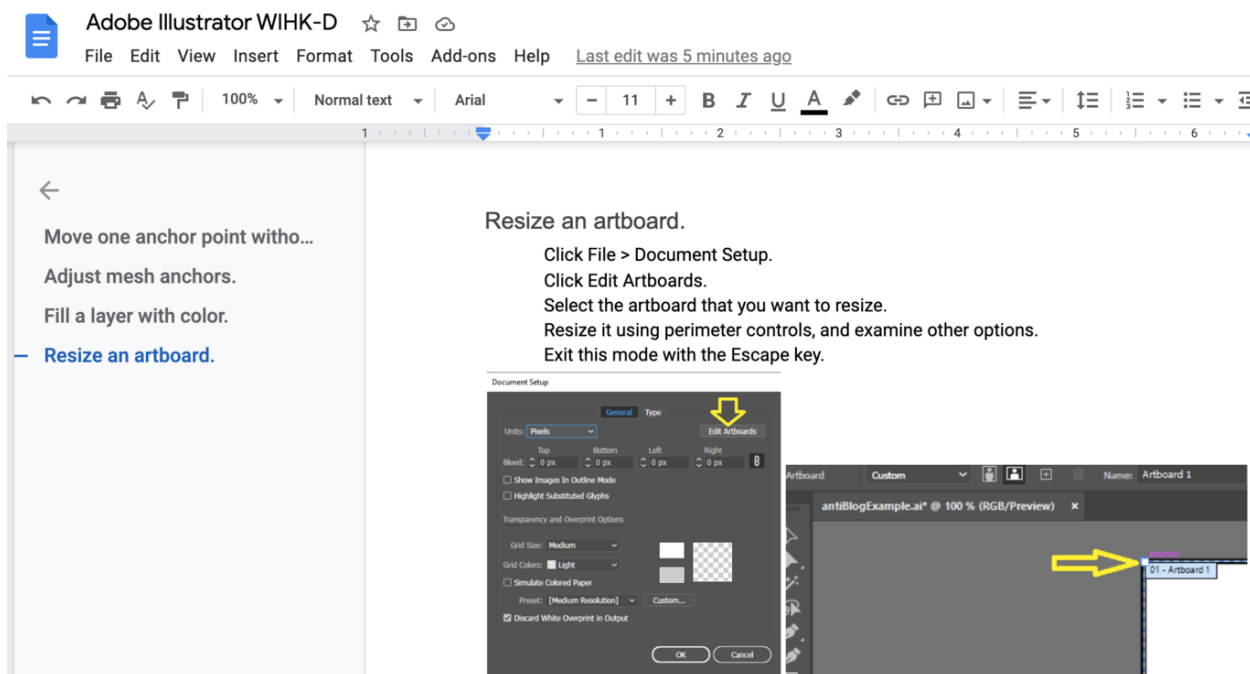 Adobe Illustrator WIHK-D
File Edit View Insert Format Tools Add-ons Help Last edit was 5 minutes ago
100% Normal text Arial − 11 + B I U A
1 1 2 3 4 5 6
Move one anchor point witho...
Adjust mesh anchors.
Fill a layer with color.
Resize an artboard.
Resize an artboard.
Click File > Document Setup.
Click Edit Artboards.
Select the artboard that you want to resize.
Resize it using perimeter controls, and examine other options.
Exit this mode with the Escape key.
Document Setup
General Type
Units: Pixels Edit Artboards
Top Bottom Left Right
Bleed: 0 px 0 px 0 px 0 px
Show Images In Outline Mode
Highlight Substituted Glyphs
Transparency and Overprint Options
Grid Size: Medium
Grid Colors: Light
Simulate Colored Paper
Preset: [Medium Resolution] Custom...
Discard White Overprint in Output
OK Cancel
Artboard Custom Name: Artboard 1
antiBlogExample.ai* @ 100 % (RGB/Preview) ×
anchor
01 - Artboard 1